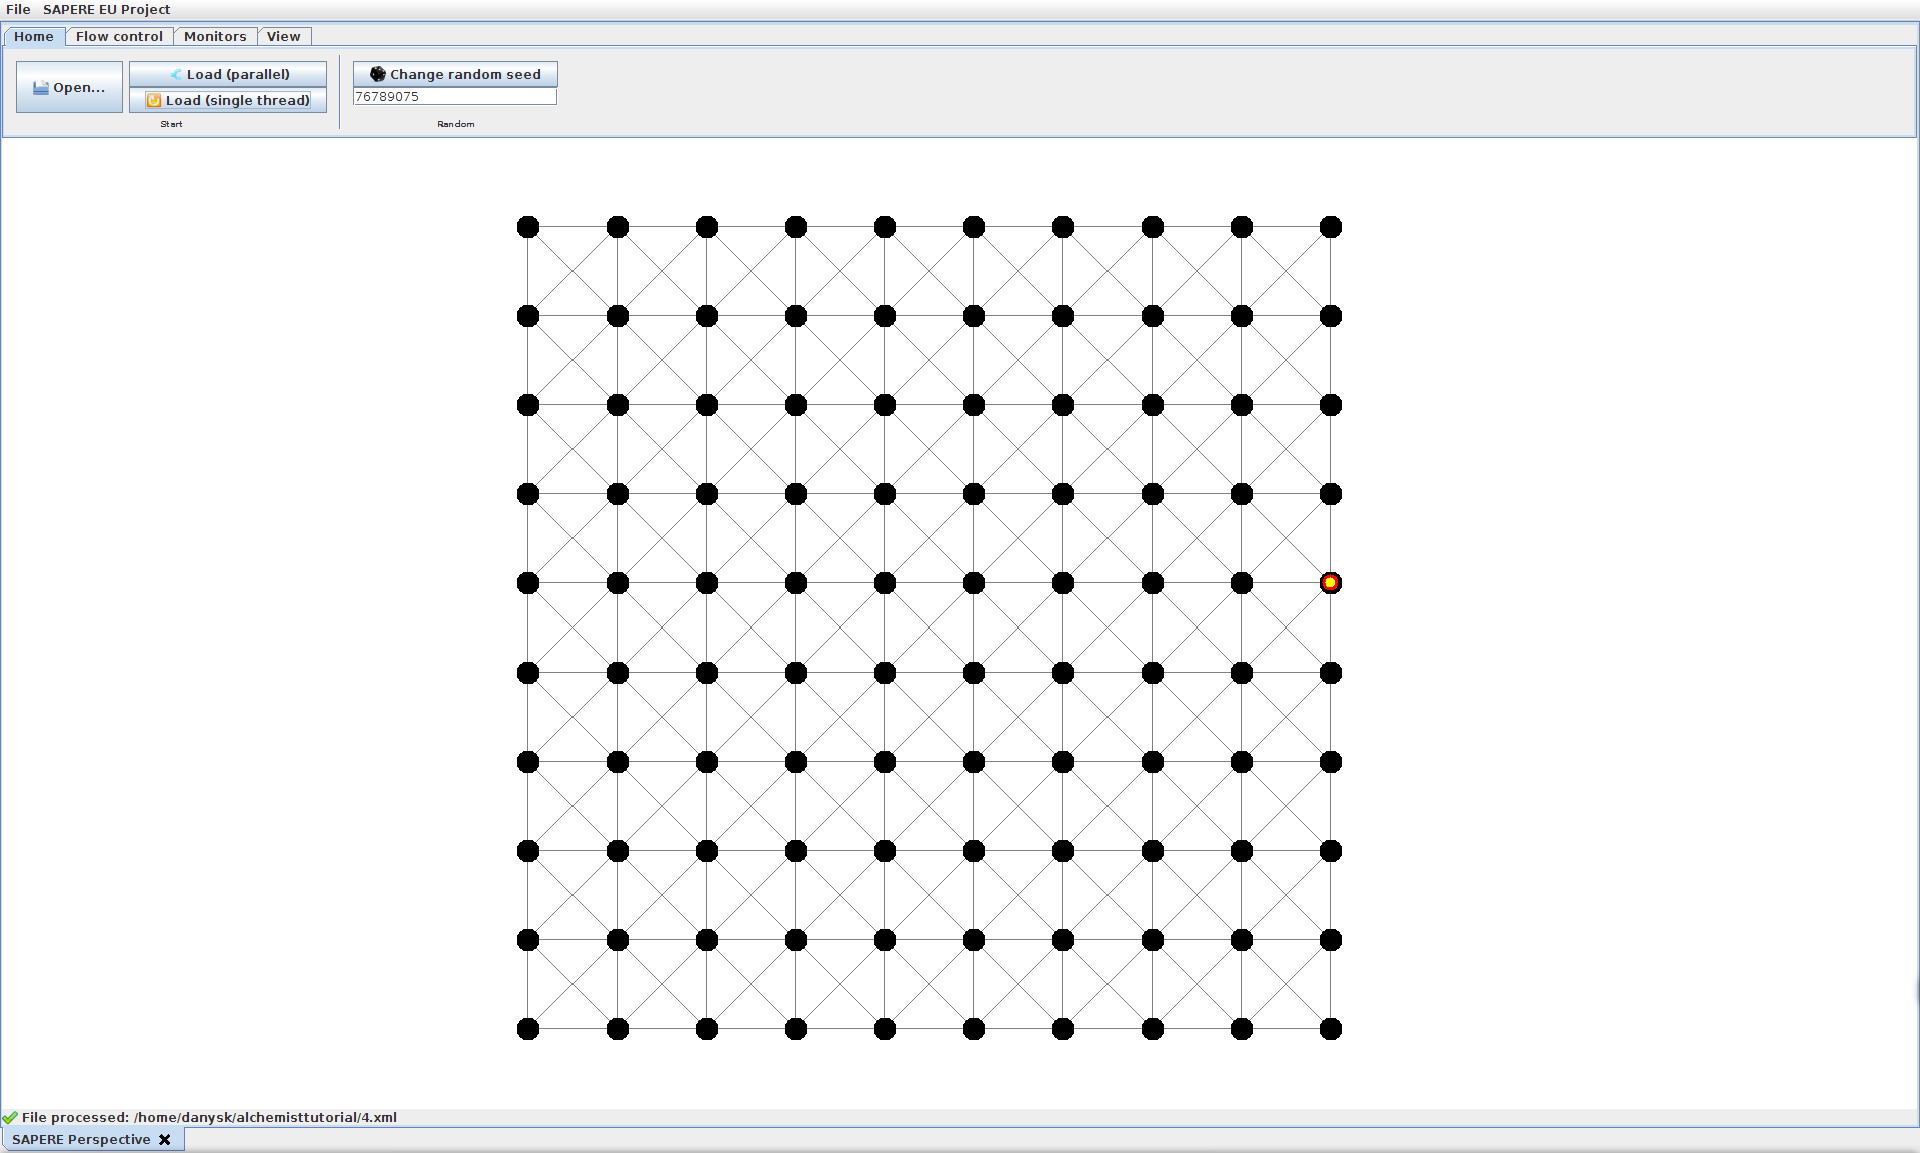 File SAPERE EU Project
Home Flow control Monitors View
Open...
Load (parallel)
Load (single thread)
Start
Change random seed
76789075
Random
File processed: /home/danysk/alchemisttutorial/4.xml
SAPERE Perspective